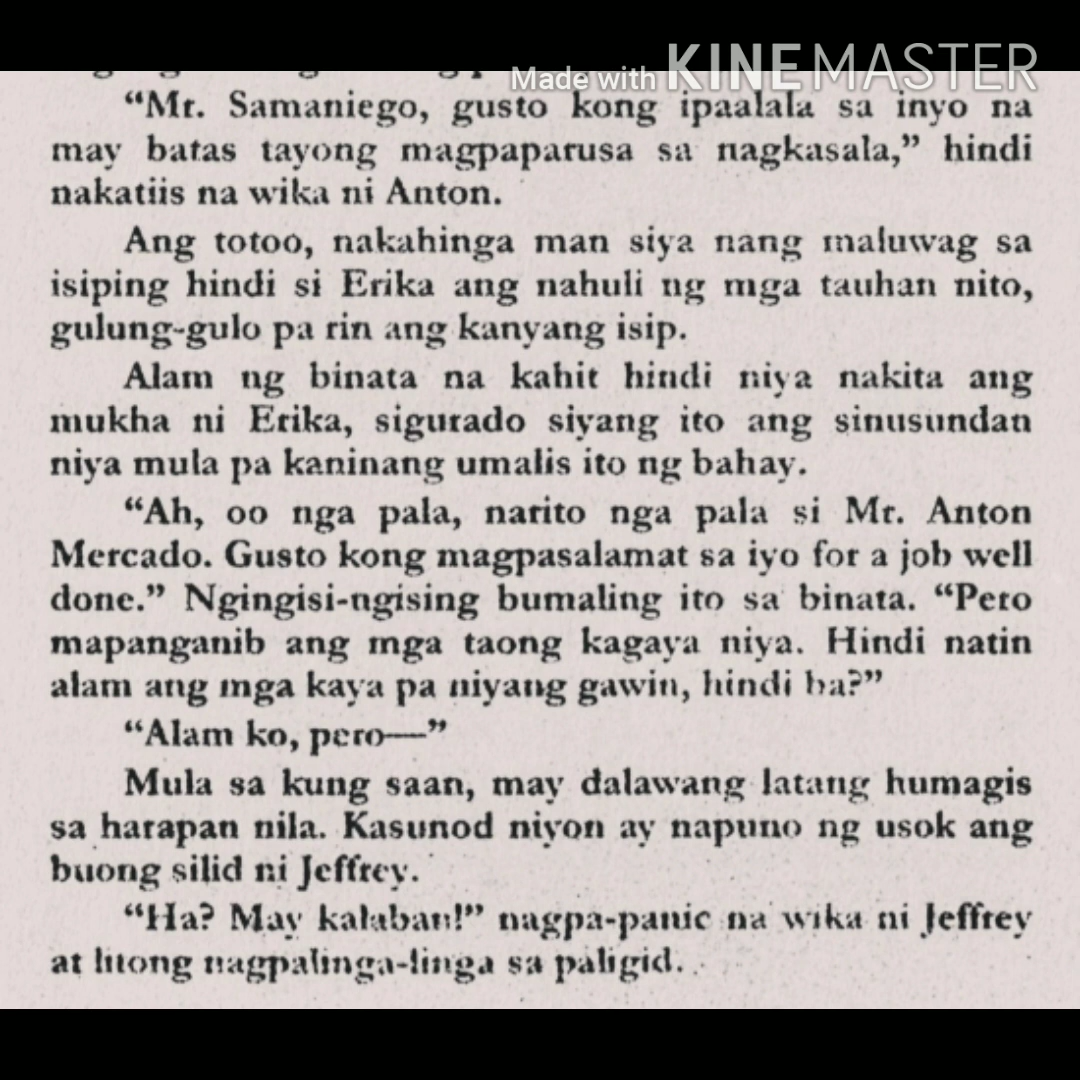 Made with KINEMASTER
“Mr. Samaniego, gusto kong ipaalala sa inyo na
may batas tayong magpaparusa sa nagkasala,” hindi
nakatiis na wika ni Anton.
Ang totoo, nakahinga man siya nang maluwag sa
isiping hindi si Erika ang nahuli ng mga tauhan nito,
gulung-gulo pa rin ang kanyang isip.
Alam ng binata na kahit hindi niya nakita ang
mukha ni Erika, sigurado siyang ito ang sinusundan
niya mula pa kaninang umalis ito ng bahay.
“Ah, oo nga pala, narito nga pala si Mr. Anton
Mercado. Gusto kong magpasalamat sa iyo for a job well
done.” Ngingisi-ngising bumaling ito sa binata. “Pero
mapanganib ang mga taong kagaya niya. Hindi natin
alam ang mga kaya pa niyang gawin, hindi ba?”
“Alam ko, pero—”
Mula sa kung saan, may dalawang latang humagis
sa harapan nila. Kasunod niyon ay napuno ng usok ang
buong silid ni Jeffrey.
“Ha? May kalaban!” nagpa-panic na wika ni Jeffrey
at litong nagpalinga-linga sa paligid.